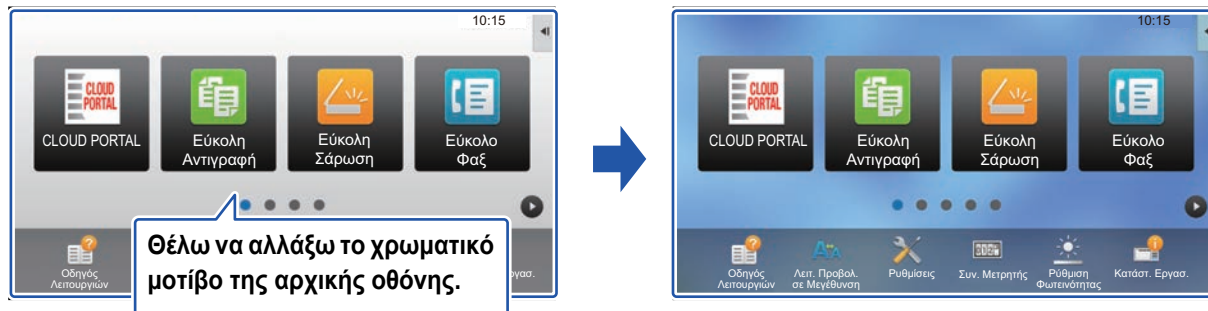 10:15
CLOUD
PORTAL
CLOUD PORTAL
Εύκολη
Αντιγραφή
Εύκολη
Σάρωση
Εύκολο
Φαξ
Θέλω να αλλάξω το χρωματικό
μοτίβο της αρχικής οθόνης.
Οδηγός
Λειτουργιών
10:15
CLOUD
PORTAL
CLOUD PORTAL
Εύκολη
Αντιγραφή
Εύκολη
Σάρωση
Εύκολο
Φαξ
Οδηγός
Λειτουργιών
Λειτ. Προβολ.
σε Μεγέθυνση
Ρυθμίσεις
Συν. Μετρητής
Ρύθμιση
Φωτεινότητας
Κατάστ. Εργασ.